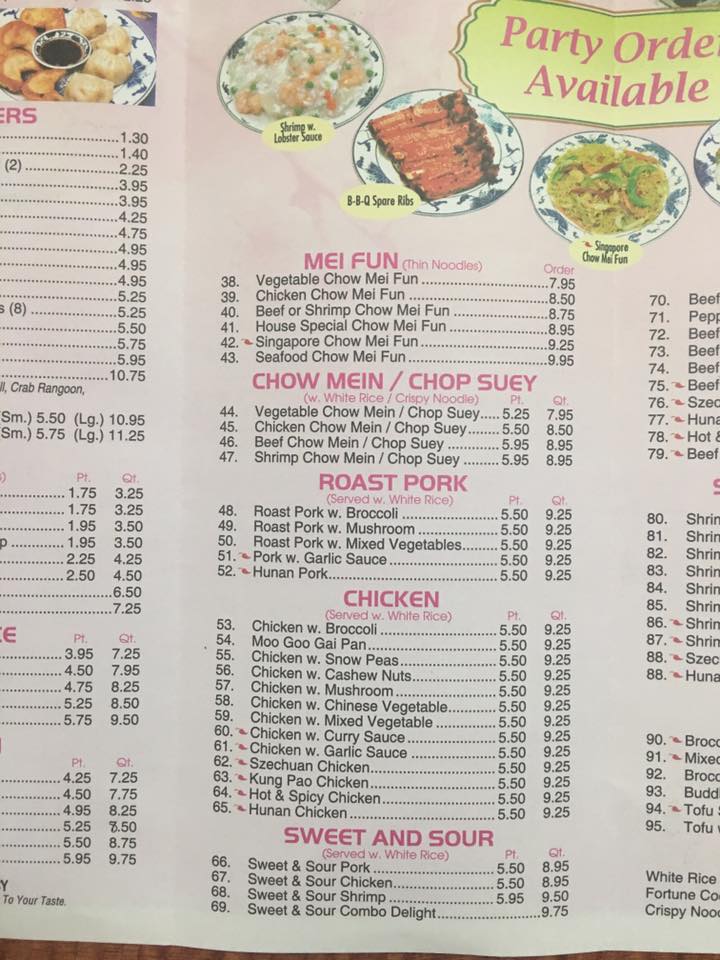 Party Order
Available
Shrimp w.
Lobster Sauce
B-B-Q Spare Ribs
Singapore
Chow Mei Fun
ERS
1.30
1.40
(2) 2.25
3.95
3.95
4.25
4.75
4.95
4.95
4.95
5.25
s (8) 5.25
5.50
5.75
5.95
10.75
ll, Crab Rangoon,
(Sm.) 5.50 (Lg.) 10.95
(Sm.) 5.75 (Lg.) 11.25
Pt. Qt.
1.75 3.25
1.75 3.25
1.95 3.50
p 1.95 3.50
2.25 4.25
2.50 4.50
6.50
7.25
CE Pt. Qt.
3.95 7.25
4.50 7.95
4.75 8.25
5.25 8.50
5.75 9.50
Pt. Qt.
4.25 7.25
4.50 7.75
4.95 8.25
5.25 8.50
5.50 8.75
5.95 9.75
Y
To Your Taste.
MEI FUN (Thin Noodles) Order
38. Vegetable Chow Mei Fun 7.95
39. Chicken Chow Mei Fun 8.50
40. Beef or Shrimp Chow Mei Fun 8.75
41. House Special Chow Mei Fun 8.95
42. Singapore Chow Mei Fun 9.25
43. Seafood Chow Mei Fun 9.95
CHOW MEIN / CHOP SUEY
(w. White Rice / Crispy Noodle) Pt. Qt.
44. Vegetable Chow Mein / Chop Suey 5.25 7.95
45. Chicken Chow Mein / Chop Suey 5.50 8.50
46. Beef Chow Mein / Chop Suey 5.95 8.95
47. Shrimp Chow Mein / Chop Suey 5.95 8.95
ROAST PORK
(Served w. White Rice) Pt. Qt.
48. Roast Pork w. Broccoli 5.50 9.25
49. Roast Pork w. Mushroom 5.50 9.25
50. Roast Pork w. Mixed Vegetables 5.50 9.25
51. Pork w. Garlic Sauce 5.50 9.25
52. Hunan Pork 5.50 9.25
CHICKEN
(Served w. White Rice) Pt. Qt.
53. Chicken w. Broccoli 5.50 9.25
54. Moo Goo Gai Pan 5.50 9.25
55. Chicken w. Snow Peas 5.50 9.25
56. Chicken w. Cashew Nuts 5.50 9.25
57. Chicken w. Mushroom 5.50 9.25
58. Chicken w. Chinese Vegetable 5.50 9.25
59. Chicken w. Mixed Vegetable 5.50 9.25
60. Chicken w. Curry Sauce 5.50 9.25
61. Chicken w. Garlic Sauce 5.50 9.25
62. Szechuan Chicken 5.50 9.25
63. Kung Pao Chicken 5.50 9.25
64. Hot & Spicy Chicken 5.50 9.25
65. Hunan Chicken 5.50 9.25
SWEET AND SOUR
(Served w. White Rice) Pt. Qt.
66. Sweet & Sour Pork 5.50 8.95
67. Sweet & Sour Chicken 5.50 8.95
68. Sweet & Sour Shrimp 5.95 9.50
69. Sweet & Sour Combo Delight 9.75
70. Beef
71. Pepp
72. Beef
73. Beef
74. Beef
75. Beef
76. Szec
77. Huna
78. Hot &
79. Beef
S
80. Shrin
81. Shrin
82. Shrin
83. Shrin
84. Shrin
85. Shrin
86. Shrim
87. Shrin
88. Szec
88. Huna
90. Brocc
91. Mixed
92. Brocc
93. Budd
94. Tofu S
95. Tofu w
White Rice
Fortune Coo
Crispy Nood